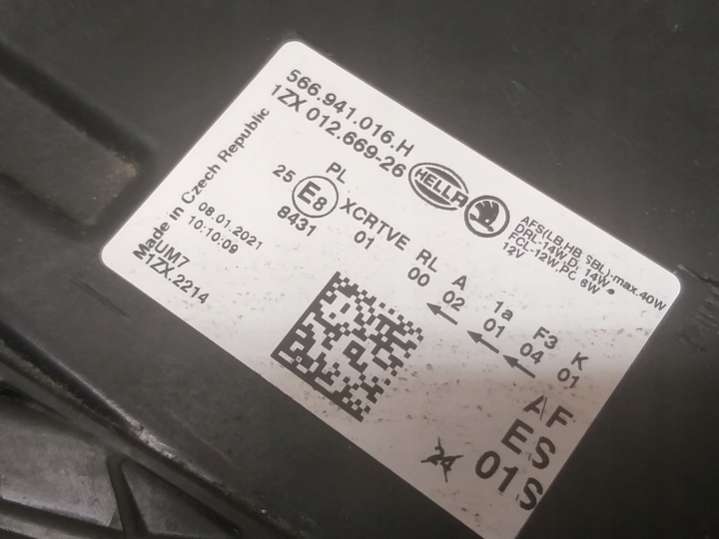 566.941.016.H
1ZX 012.669-26
HELLA
Made in Czech Republic
08.01.2021
10:10:09
UM7
1ZX.2214
PL
25 E8 XCRTVE RL A 1a F3 K
8431 01 00 02 01 04 01
AFS(LB,HB SBL):max.40W
DRL-14W, 14W
FCL-12W,PL 6W
12V
AF
ES
01S